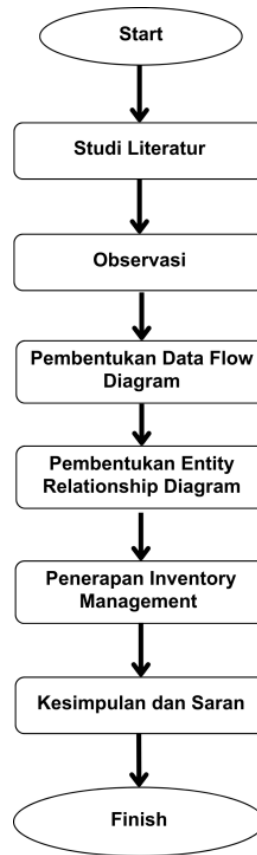 Start
Studi Literatur
Observasi
Pembentukan Data Flow
Diagram
Pembentukan Entity
Relationship Diagram
Penerapan Inventory
Management
Kesimpulan dan Saran
Finish